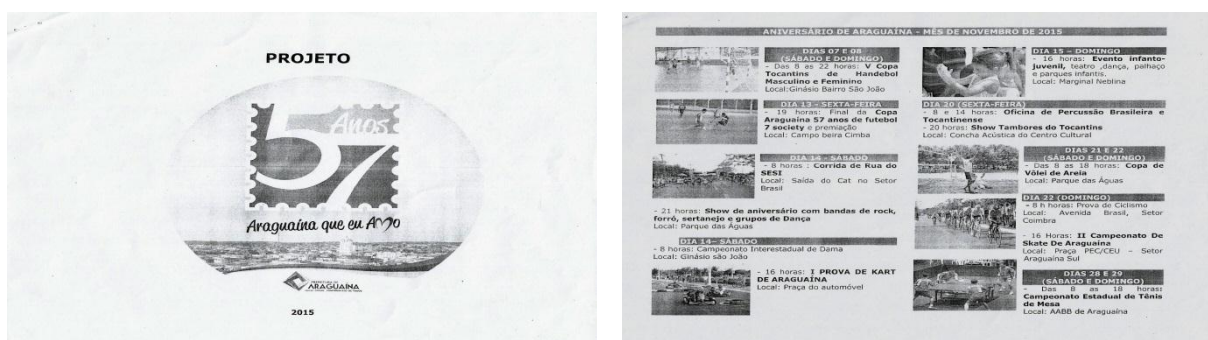 PROJETO
57
Anos
Araguaína que eu AMO
ARAGUAÍNA
2015
ANIVERSÁRIO DE ARAGUAÍNA - MÊS DE NOVEMBRO DE 2015
DIAS 07 E 08
(SÁBADO E DOMINGO)
- Das 8 as 22 horas: V Copa
Tocantins de Handebol
Masculino e Feminino
Local:Ginásio Bairro São João
DIA 13 - SEXTA-FEIRA
- 19 horas: Final da Copa
Araguaína 57 anos de futebol
7 society e premiação
Local: Campo beira Cimba
DIA 14 - SÁBADO
- 8 horas : Corrida de Rua do
SESI
Local: Saída do Cat no Setor
Brasil
- 21 horas: Show de aniversário com bandas de rock,
forró, sertanejo e grupos de Dança
Local: Parque das Águas
DIA 14- SÁBADO
- 8 horas: Campeonato Interestadual de Dama
Local: Ginásio são João
- 16 horas: I PROVA DE KART
DE ARAGUAÍNA
Local: Praça do automóvel
DIA 15 - DOMINGO
- 16 horas: Evento infanto-
juvenil, teatro ,dança, palhaço
e parques infantis.
Local: Marginal Neblina
DIA 20 (SEXTA-FEIRA)
- 8 e 14 horas: Oficina de Percussão Brasileira e
Tocantinense
- 20 horas: Show Tambores do Tocantins
Local: Concha Acústica do Centro Cultural
DIAS 21 E 22
(SÁBADO E DOMINGO)
- Das 8 as 18 horas: Copa de
Vôlei de Areia
Local: Parque das Águas
DIA 22 (DOMINGO)
- 8 h horas: Prova de Ciclismo
Local: Avenida Brasil, Setor
Coimbra
- 16 Horas: II Campeonato De
Skate De Araguaína
Local: Praça PEC/CEU – Setor
Araguaína Sul
DIAS 28 E 29
(SÁBADO E DOMINGO)
- Das 8 as 18 horas:
Campeonato Estadual de Tênis
de Mesa
Local: AABB de Araguaína